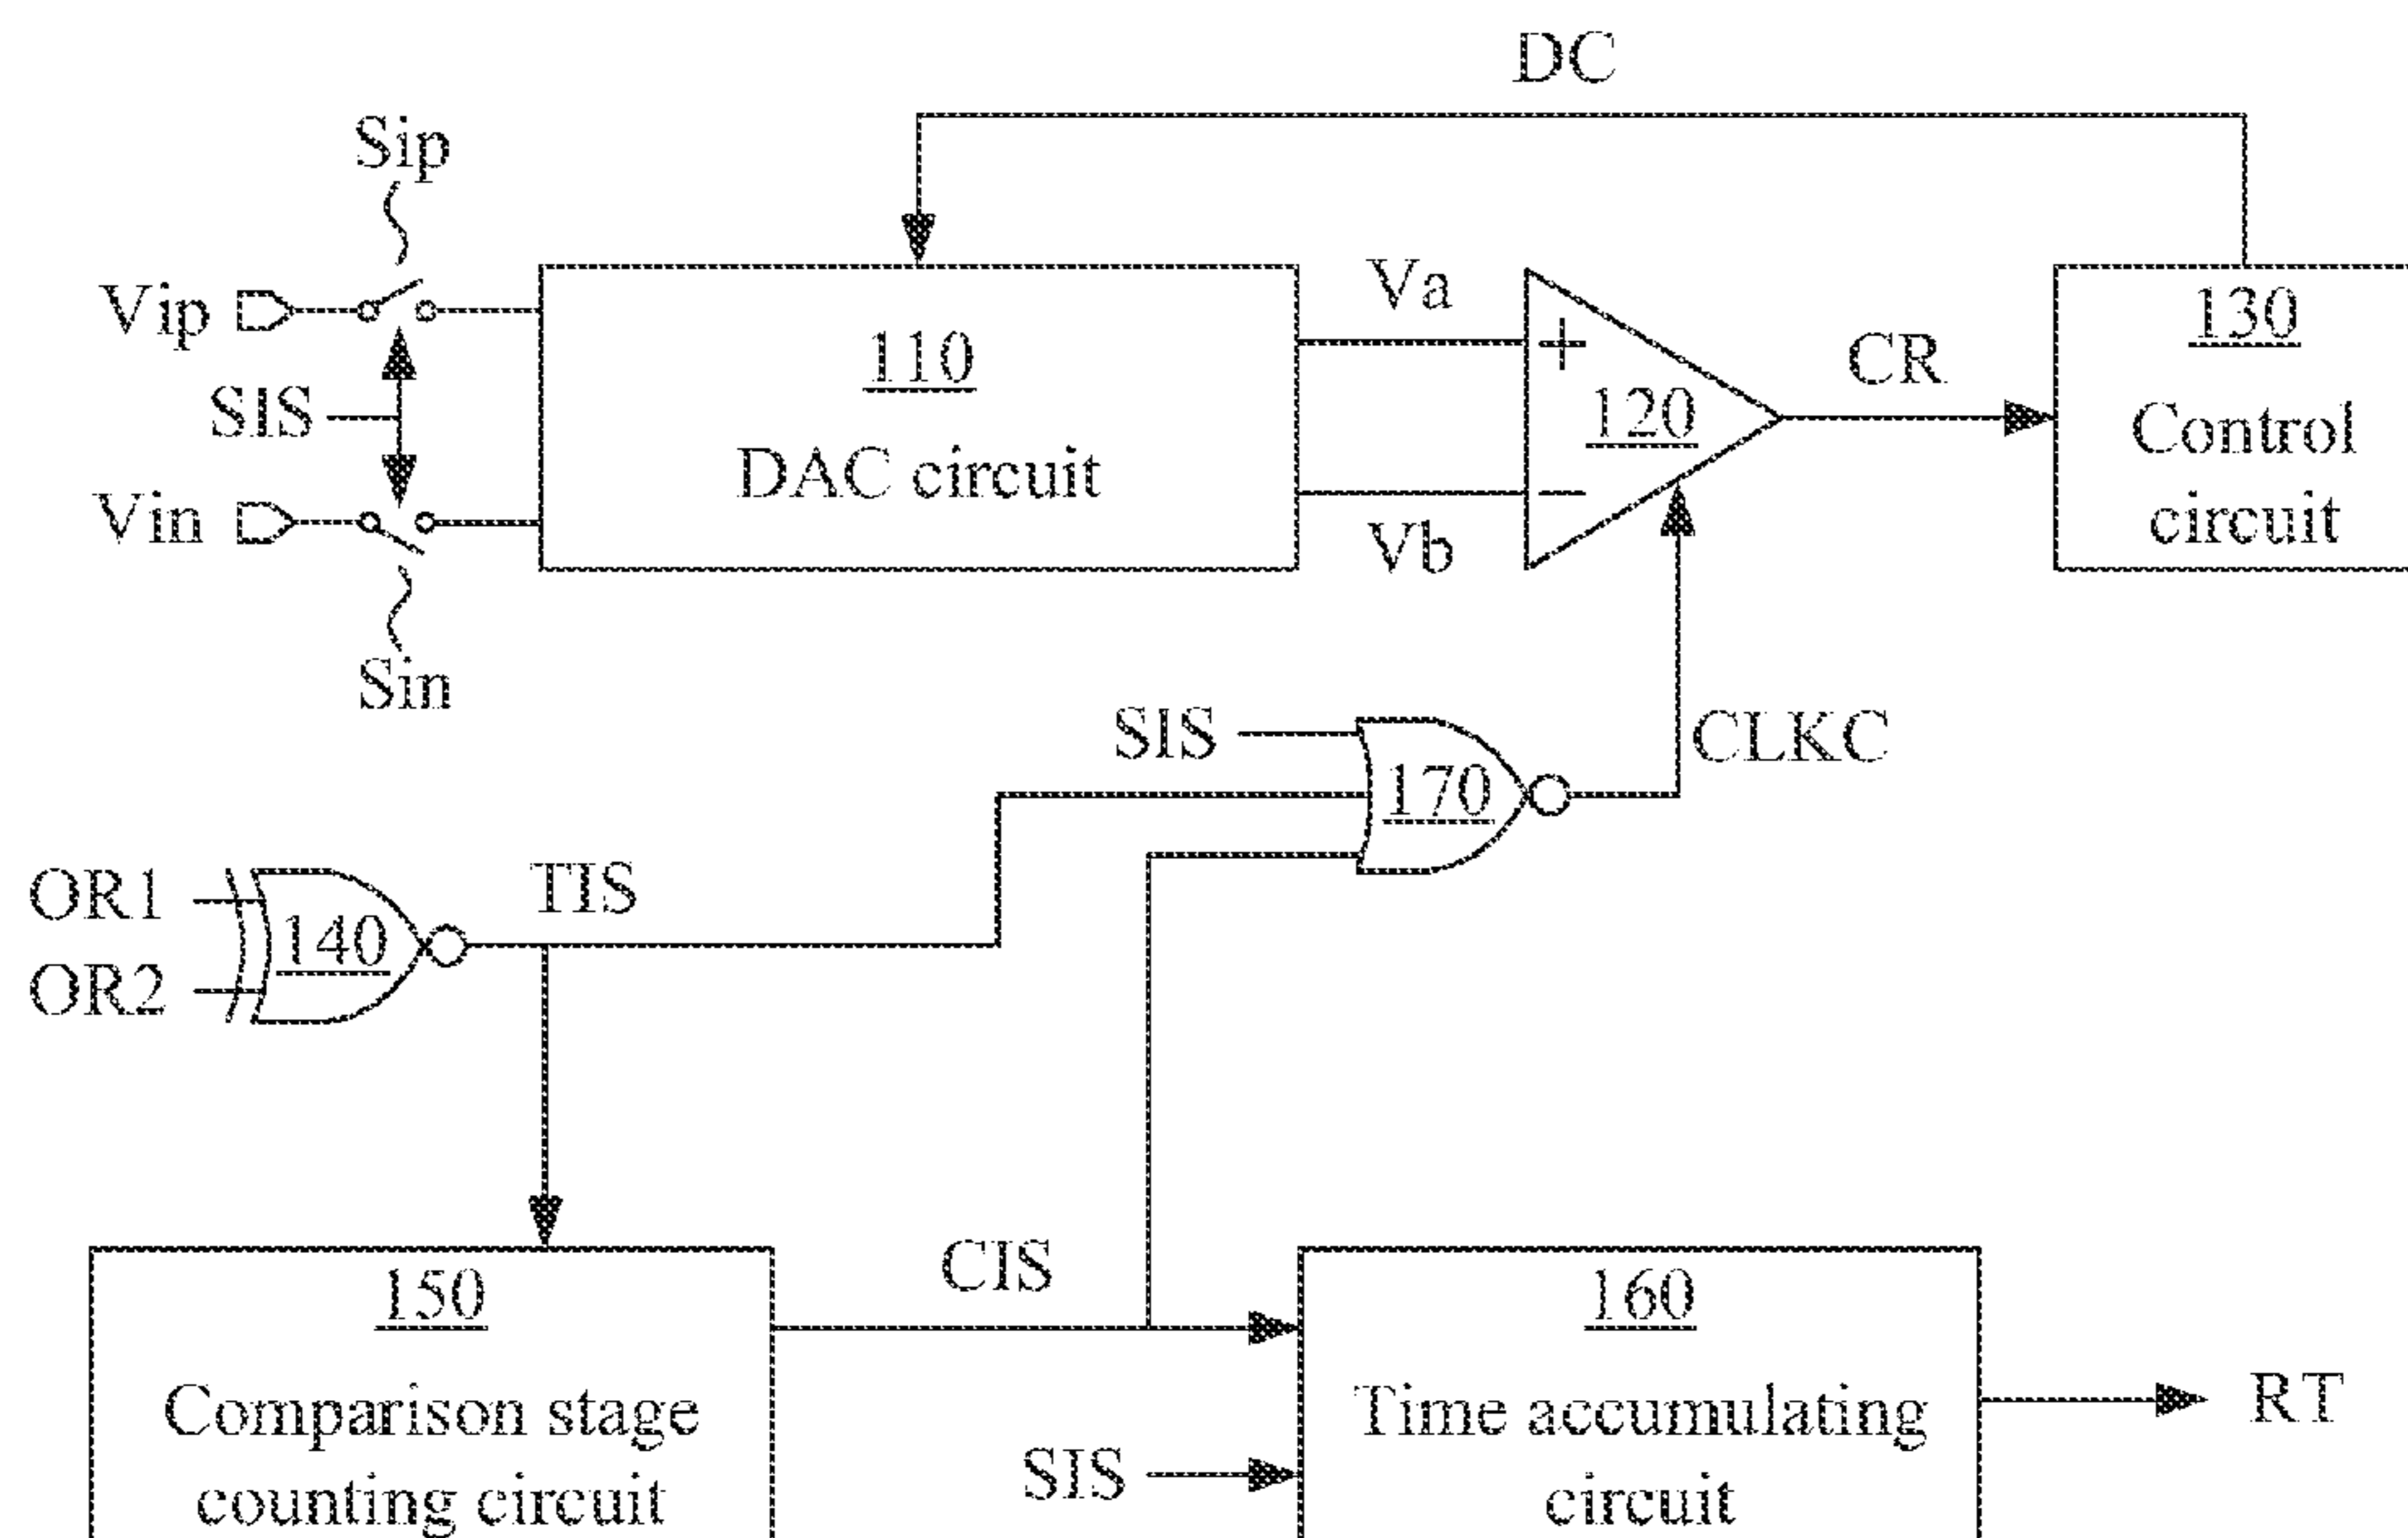 DC
Sip
Vip
SIS
Vin
Sin
110
DAC circuit
Va
Vb
120
CR
130
Control
circuit
SIS
170
CLKC
OR1
OR2
140
TIS
150
Comparison stage
counting circuit
CIS
SIS
160
Time accumulating
circuit
RT